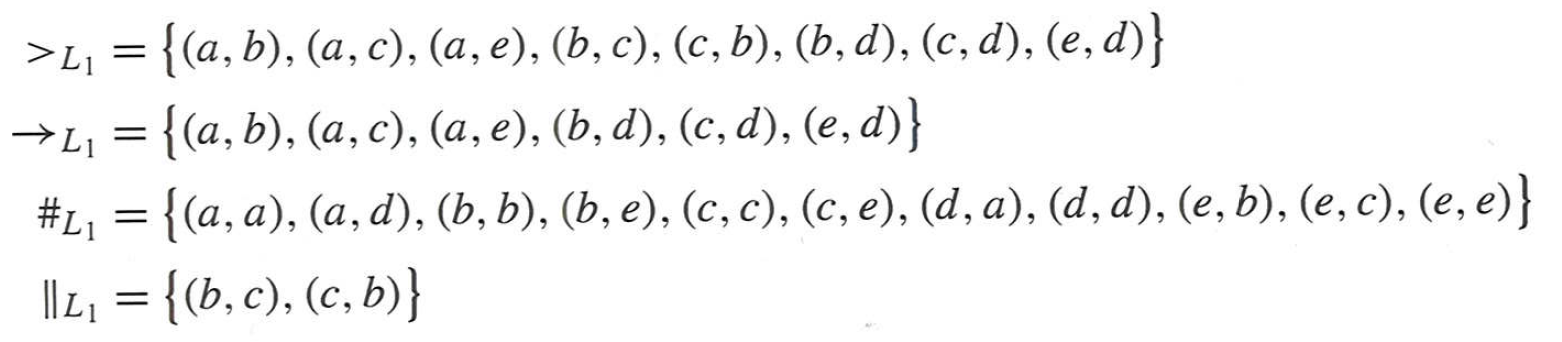 >L₁ = {(a, b), (a, c), (a, e), (b, c), (c, b), (b, d), (c, d), (e, d)}
→L₁ = {(a, b), (a, c), (a, e), (b, d), (c, d), (e, d)}
#L₁ = {(a, a), (a, d), (b, b), (b, e), (c, c), (c, e), (d, a), (d, d), (e, b), (e, c), (e, e)}
∥L₁ = {(b, c), (c, b)}